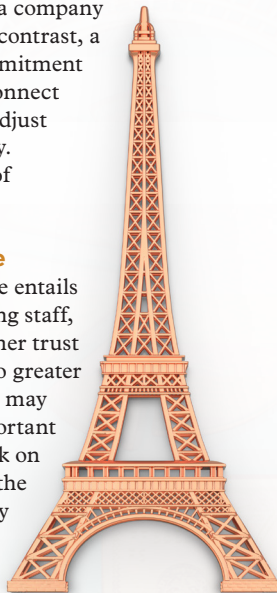 a company
contrast, a
mitment
onnect
djust
y.
of
e
e entails
ng staff,
her trust
o greater
may
ortant
k on
the
y